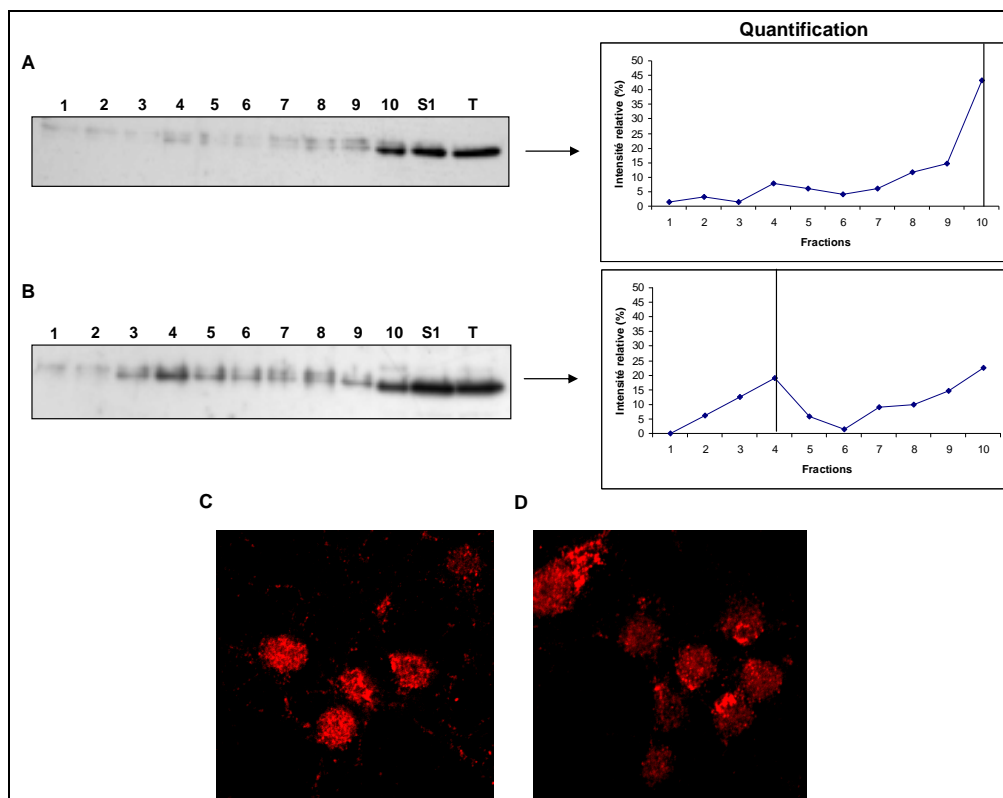 Quantification
A
1 2 3 4 5 6 7 8 9 10 S1 T
Intensité relative (%)
50
45
40
35
30
25
20
15
10
5
0
1 2 3 4 5 6 7 8 9 10
Fractions
B
1 2 3 4 5 6 7 8 9 10 S1 T
Intensité relative (%)
50
45
40
35
30
25
20
15
10
5
0
1 2 3 4 5 6 7 8 9 10
Fractions
C D